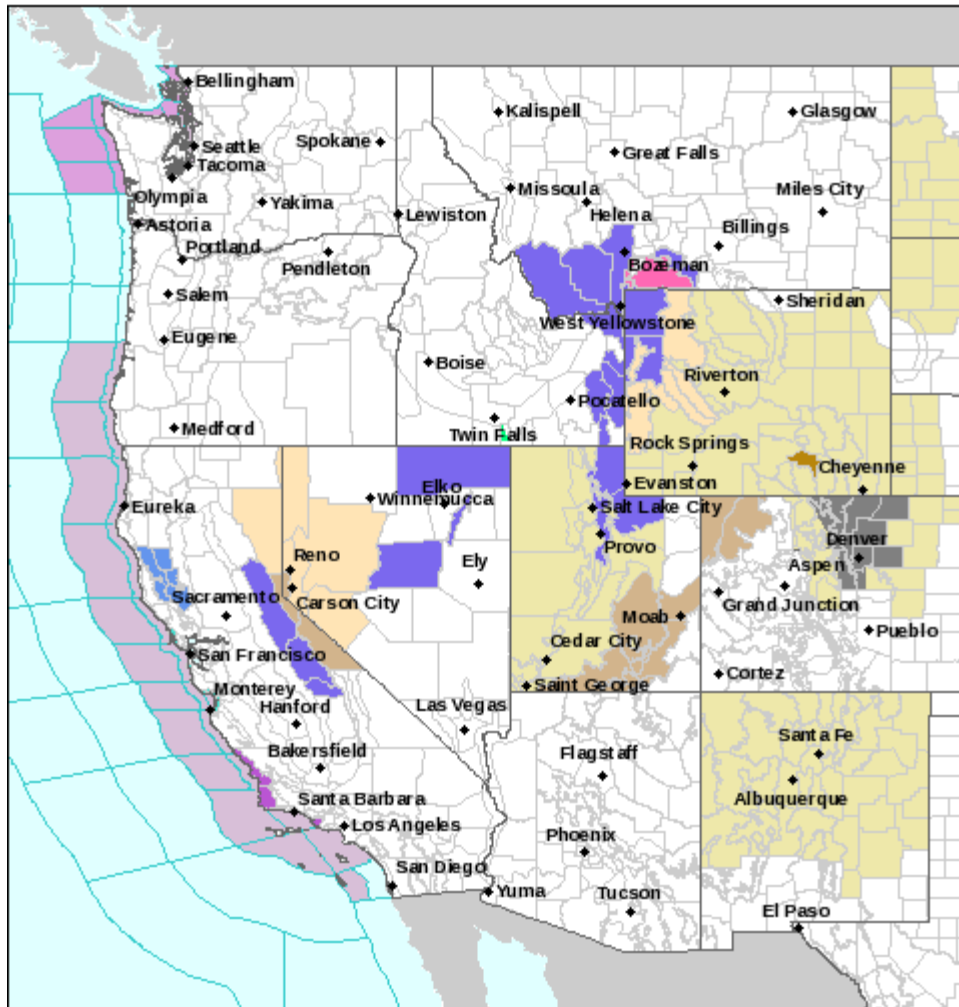 Bellingham
Kalispell
Glasgow
Seattle
Spokane
Great Falls
Tacoma
Missoula
Miles City
Olympia
Yakima
Helena
Lewiston
Astoria
Billings
Portland
Pendleton
Bozeman
Salem
West Yellowstone
Sheridan
Eugene
Boise
Riverton
Pocatello
Medford
Twin Falls
Rock Springs
Cheyenne
Elko
Evanston
Winnemucca
Eureka
Salt Lake City
Provo
Denver
Reno
Ely
Aspen
Sacramento
Carson City
Grand Junction
Moab
Pueblo
San Francisco
Cedar City
Cortez
Saint George
Monterey
Hanford
Las Vegas
Bakersfield
Flagstaff
Santa Fe
Albuquerque
Santa Barbara
Los Angeles
Phoenix
San Diego
Yuma
Tucson
El Paso